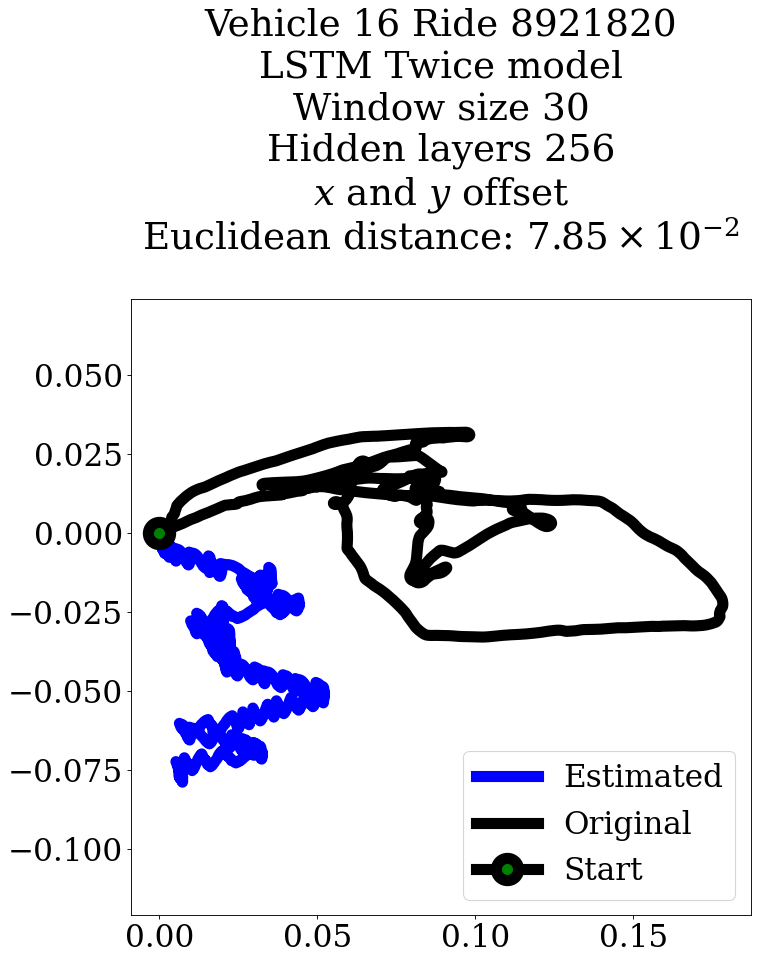 Vehicle 16 Ride 8921820
LSTM Twice model
Window size 30
Hidden layers 256
x and y offset
Euclidean distance: 7.85 × 10⁻²
0.050
0.025
0.000
−0.025
−0.050
−0.075
−0.100
Estimated
Original
Start
0.00 0.05 0.10 0.15